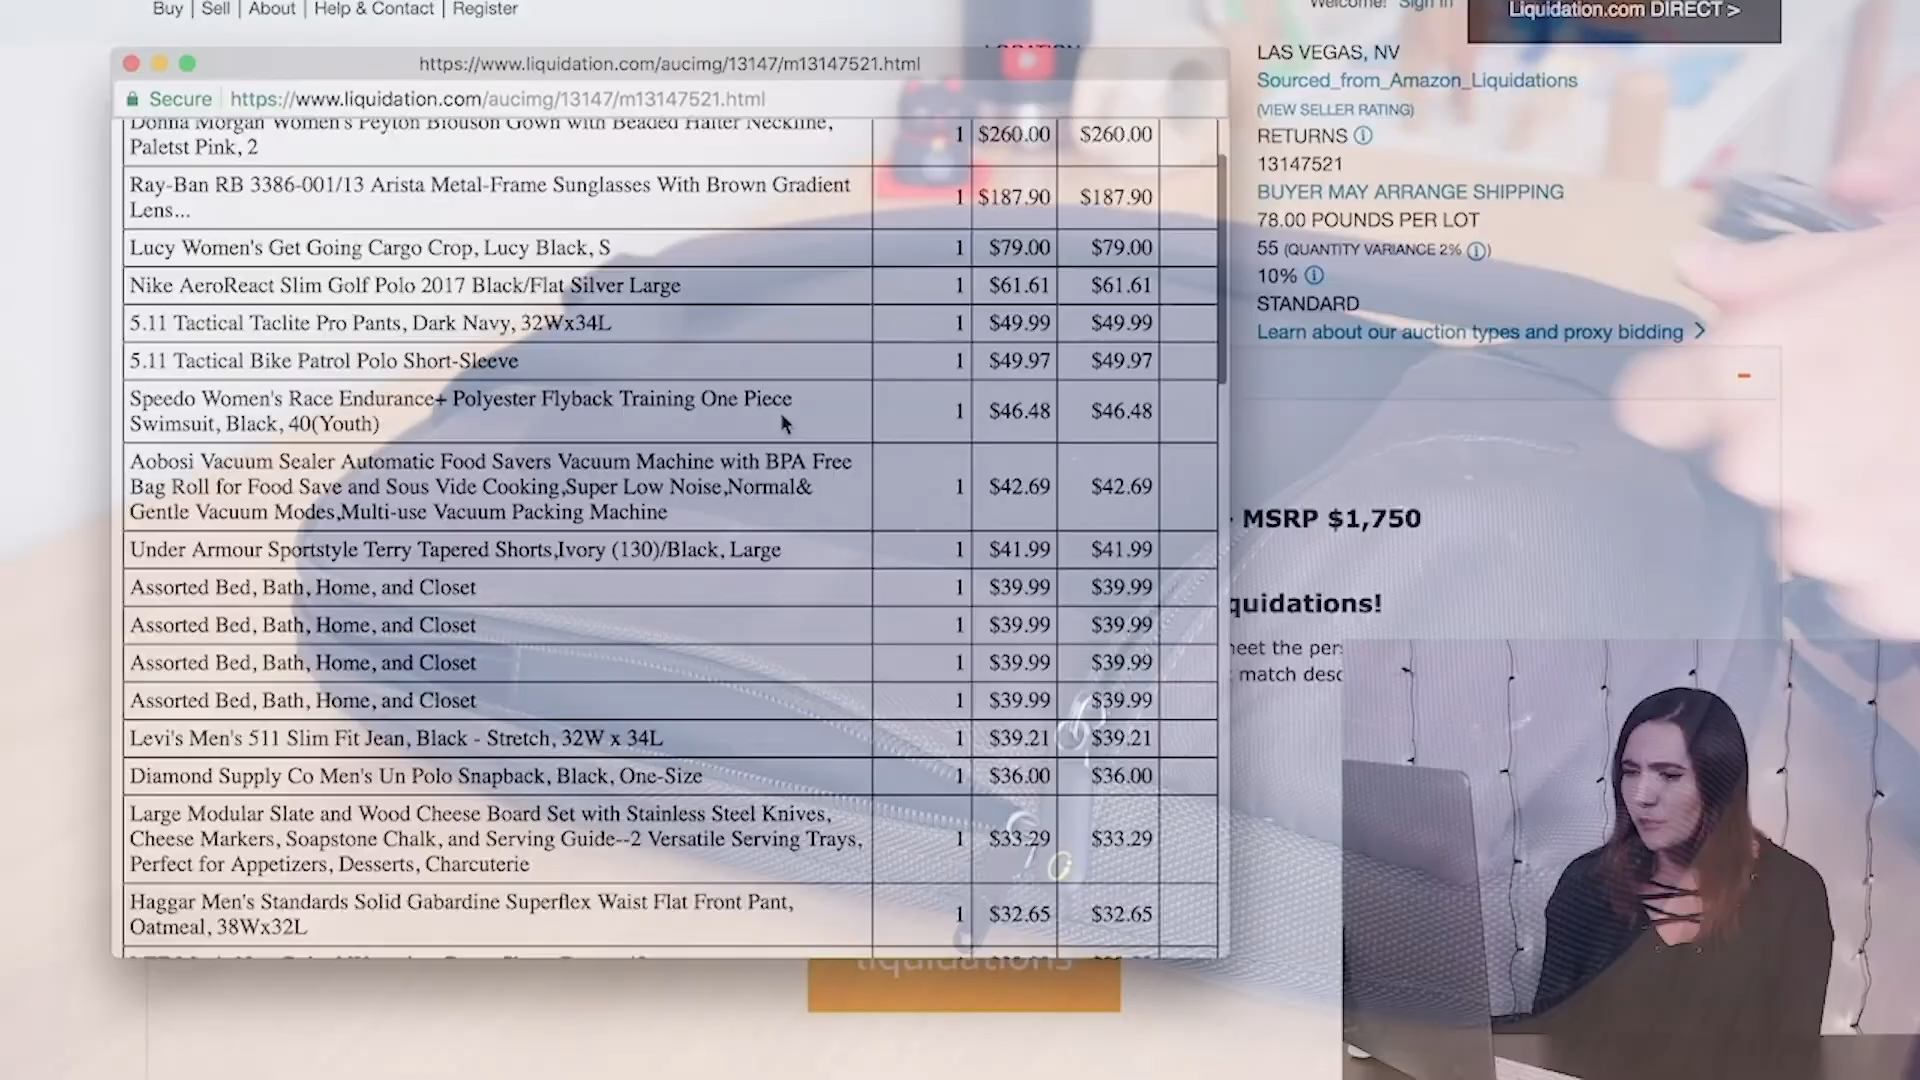 Buy | Sell | About | Help & Contact | Register
Welcome! Sign In
Liquidation.com DIRECT >
https://www.liquidation.com/aucimg/13147/m13147521.html
Secure https://www.liquidation.com/aucimg/13147/m13147521.html
Donna Morgan Women's Peyton Blouson Gown with Beaded Halter Neckline,
Paletst Pink, 2 1 $260.00 $260.00
Ray-Ban RB 3386-001/13 Arista Metal-Frame Sunglasses With Brown Gradient
Lens... 1 $187.90 $187.90
Lucy Women's Get Going Cargo Crop, Lucy Black, S 1 $79.00 $79.00
Nike AeroReact Slim Golf Polo 2017 Black/Flat Silver Large 1 $61.61 $61.61
5.11 Tactical Taclite Pro Pants, Dark Navy, 32Wx34L 1 $49.99 $49.99
5.11 Tactical Bike Patrol Polo Short-Sleeve 1 $49.97 $49.97
Speedo Women's Race Endurance+ Polyester Flyback Training One Piece
Swimsuit, Black, 40(Youth) 1 $46.48 $46.48
Aobosi Vacuum Sealer Automatic Food Savers Vacuum Machine with BPA Free
Bag Roll for Food Save and Sous Vide Cooking,Super Low Noise,Normal& 1 $42.69 $42.69
Gentle Vacuum Modes,Multi-use Vacuum Packing Machine
Under Armour Sportstyle Terry Tapered Shorts,Ivory (130)/Black, Large 1 $41.99 $41.99
Assorted Bed, Bath, Home, and Closet 1 $39.99 $39.99
Assorted Bed, Bath, Home, and Closet 1 $39.99 $39.99
Assorted Bed, Bath, Home, and Closet 1 $39.99 $39.99
Assorted Bed, Bath, Home, and Closet 1 $39.99 $39.99
Levi's Men's 511 Slim Fit Jean, Black - Stretch, 32W x 34L 1 $39.21 $39.21
Diamond Supply Co Men's Un Polo Snapback, Black, One-Size 1 $36.00 $36.00
Large Modular Slate and Wood Cheese Board Set with Stainless Steel Knives,
Cheese Markers, Soapstone Chalk, and Serving Guide--2 Versatile Serving Trays, 1 $33.29 $33.29
Perfect for Appetizers, Desserts, Charcuterie
Haggar Men's Standards Solid Gabardine Superflex Waist Flat Front Pant,
Oatmeal, 38Wx32L 1 $32.65 $32.65
LAS VEGAS, NV
Sourced_from_Amazon_Liquidations
(VIEW SELLER RATING)
RETURNS
13147521
BUYER MAY ARRANGE SHIPPING
78.00 POUNDS PER LOT
55 (QUANTITY VARIANCE 2% )
10%
STANDARD
Learn about our auction types and proxy bidding >
MSRP $1,750
quidations!
neet the per
match desc
liquidations